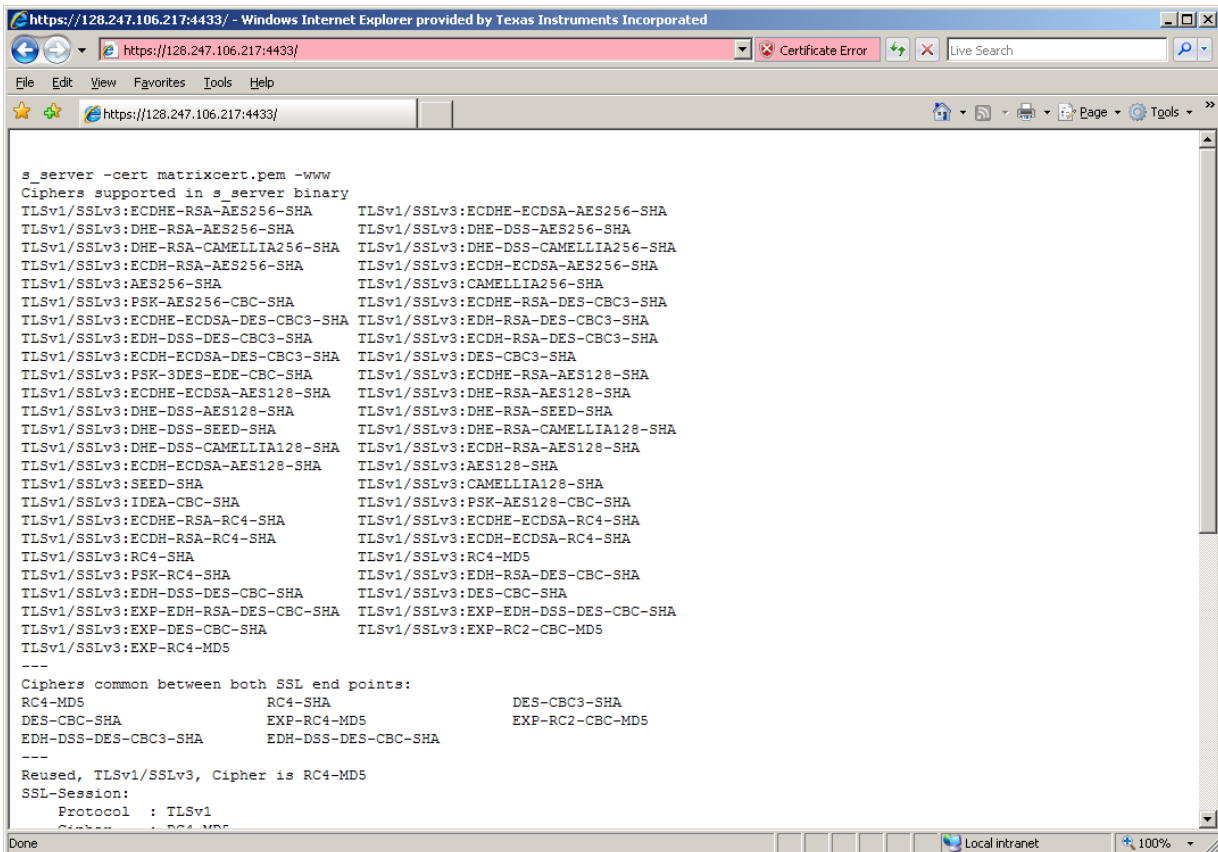 https://128.247.106.217:4433/ - Windows Internet Explorer provided by Texas Instruments Incorporated
https://128.247.106.217:4433/ Certificate Error Live Search
File Edit View Favorites Tools Help
https://128.247.106.217:4433/ Page Tools »
s_server -cert matrixcert.pem -www
Ciphers supported in s_server binary
TLSv1/SSLv3:ECDHE-RSA-AES256-SHA TLSv1/SSLv3:ECDHE-ECDSA-AES256-SHA
TLSv1/SSLv3:DHE-RSA-AES256-SHA TLSv1/SSLv3:DHE-DSS-AES256-SHA
TLSv1/SSLv3:DHE-RSA-CAMELLIA256-SHA TLSv1/SSLv3:DHE-DSS-CAMELLIA256-SHA
TLSv1/SSLv3:ECDH-RSA-AES256-SHA TLSv1/SSLv3:ECDH-ECDSA-AES256-SHA
TLSv1/SSLv3:AES256-SHA TLSv1/SSLv3:CAMELLIA256-SHA
TLSv1/SSLv3:PSK-AES256-CBC-SHA TLSv1/SSLv3:ECDHE-RSA-DES-CBC3-SHA
TLSv1/SSLv3:ECDHE-ECDSA-DES-CBC3-SHA TLSv1/SSLv3:EDH-RSA-DES-CBC3-SHA
TLSv1/SSLv3:EDH-DSS-DES-CBC3-SHA TLSv1/SSLv3:ECDH-RSA-DES-CBC3-SHA
TLSv1/SSLv3:ECDH-ECDSA-DES-CBC3-SHA TLSv1/SSLv3:DES-CBC3-SHA
TLSv1/SSLv3:PSK-3DES-EDE-CBC-SHA TLSv1/SSLv3:ECDHE-RSA-AES128-SHA
TLSv1/SSLv3:ECDHE-ECDSA-AES128-SHA TLSv1/SSLv3:DHE-RSA-AES128-SHA
TLSv1/SSLv3:DHE-DSS-AES128-SHA TLSv1/SSLv3:DHE-RSA-SEED-SHA
TLSv1/SSLv3:DHE-DSS-SEED-SHA TLSv1/SSLv3:DHE-RSA-CAMELLIA128-SHA
TLSv1/SSLv3:DHE-DSS-CAMELLIA128-SHA TLSv1/SSLv3:ECDH-RSA-AES128-SHA
TLSv1/SSLv3:ECDH-ECDSA-AES128-SHA TLSv1/SSLv3:AES128-SHA
TLSv1/SSLv3:SEED-SHA TLSv1/SSLv3:CAMELLIA128-SHA
TLSv1/SSLv3:IDEA-CBC-SHA TLSv1/SSLv3:PSK-AES128-CBC-SHA
TLSv1/SSLv3:ECDHE-RSA-RC4-SHA TLSv1/SSLv3:ECDHE-ECDSA-RC4-SHA
TLSv1/SSLv3:ECDH-RSA-RC4-SHA TLSv1/SSLv3:ECDH-ECDSA-RC4-SHA
TLSv1/SSLv3:RC4-SHA TLSv1/SSLv3:RC4-MD5
TLSv1/SSLv3:PSK-RC4-SHA TLSv1/SSLv3:EDH-RSA-DES-CBC-SHA
TLSv1/SSLv3:EDH-DSS-DES-CBC-SHA TLSv1/SSLv3:DES-CBC-SHA
TLSv1/SSLv3:EXP-EDH-RSA-DES-CBC-SHA TLSv1/SSLv3:EXP-EDH-DSS-DES-CBC-SHA
TLSv1/SSLv3:EXP-DES-CBC-SHA TLSv1/SSLv3:EXP-RC2-CBC-MD5
TLSv1/SSLv3:EXP-RC4-MD5
---
Ciphers common between both SSL end points:
RC4-MD5 RC4-SHA DES-CBC3-SHA
DES-CBC-SHA EXP-RC4-MD5 EXP-RC2-CBC-MD5
EDH-DSS-DES-CBC3-SHA EDH-DSS-DES-CBC-SHA
---
Reused, TLSv1/SSLv3, Cipher is RC4-MD5
SSL-Session:
Protocol : TLSv1
Cipher : RC4-MD5
Done Local intranet 100%